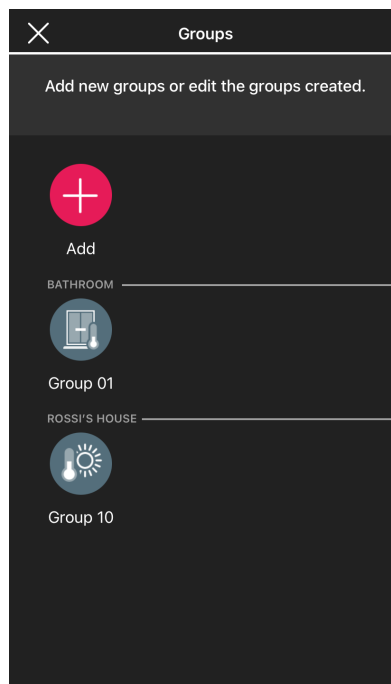 Groups
Add new groups or edit the groups created.
Add
BATHROOM
Group 01
ROSSI'S HOUSE
Group 10